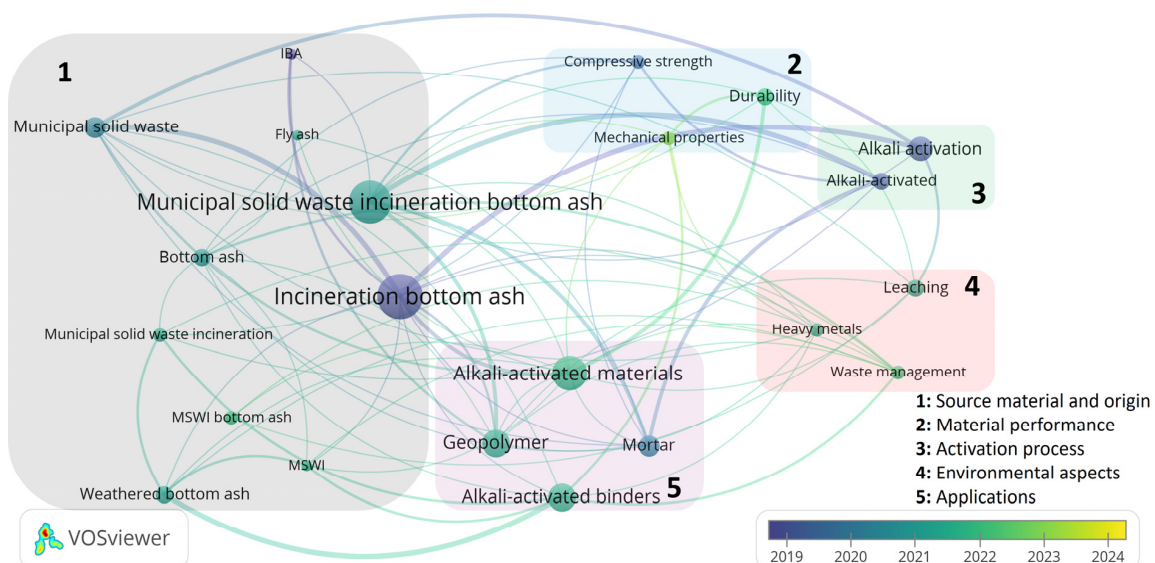 1
IBA
Compressive strength
2
Durability
Municipal solid waste
Fly ash
Mechanical properties
Alkali activation
Alkali-activated
3
Municipal solid waste incineration bottom ash
Bottom ash
Incineration bottom ash
Leaching
4
Municipal solid waste incineration
Heavy metals
Alkali-activated materials
Waste management
MSWI bottom ash
Geopolymer
Mortar
MSWI
Weathered bottom ash
Alkali-activated binders
5
1: Source material and origin
2: Material performance
3: Activation process
4: Environmental aspects
5: Applications
VOSviewer
2019 2020 2021 2022 2023 2024